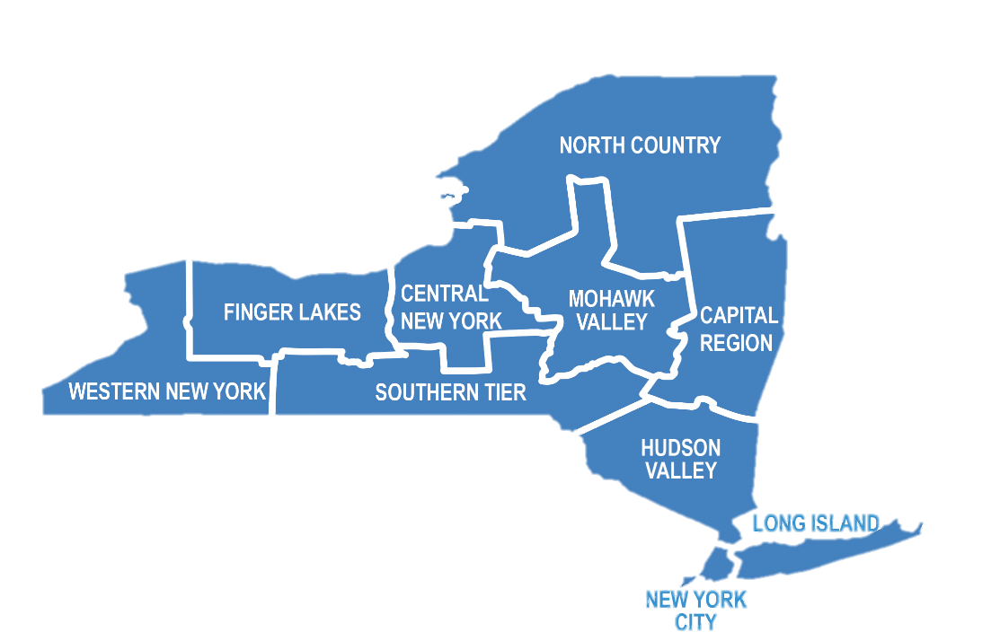 NORTH COUNTRY
CENTRAL
NEW YORK
MOHAWK
VALLEY
FINGER LAKES
CAPITAL
REGION
WESTERN NEW YORK
SOUTHERN TIER
HUDSON
VALLEY
LONG ISLAND
NEW YORK
CITY